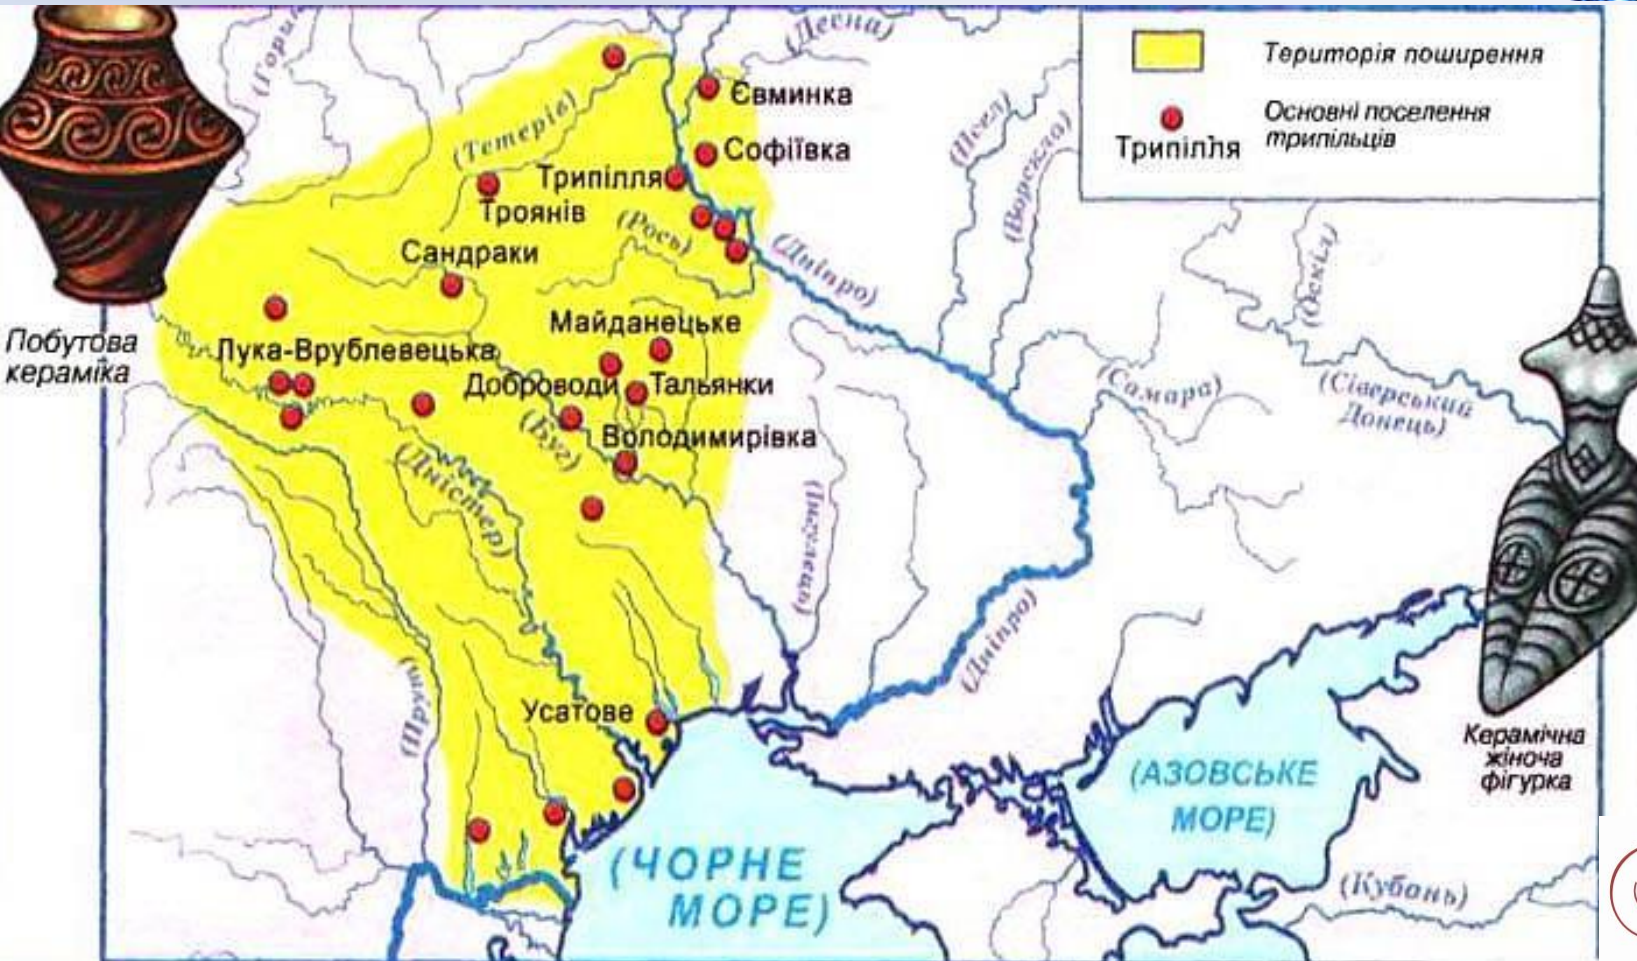 (Горинь)
(Десна)
Територія поширення
Основні поселення
трипільців
Трипілля
Євминка
Софіївка
(Тетерів)
Трипілля
Троянів
(Рось)
(Псел)
(Ворскла)
(Оскіл)
Сандраки
(Дніпро)
Побутова
кераміка
Майданецьке
Лука-Врублевецька
Доброводи
Тальянки
(Самара)
(Сіверський
Донець)
(Буг)
Володимирівка
(Дністер)
(Інгулець)
(Дніпро)
(Прут)
Усатове
Керамічна
жіноча
фігурка
(АЗОВСЬКЕ
МОРЕ)
(ЧОРНЕ
МОРЕ)
(Кубань)